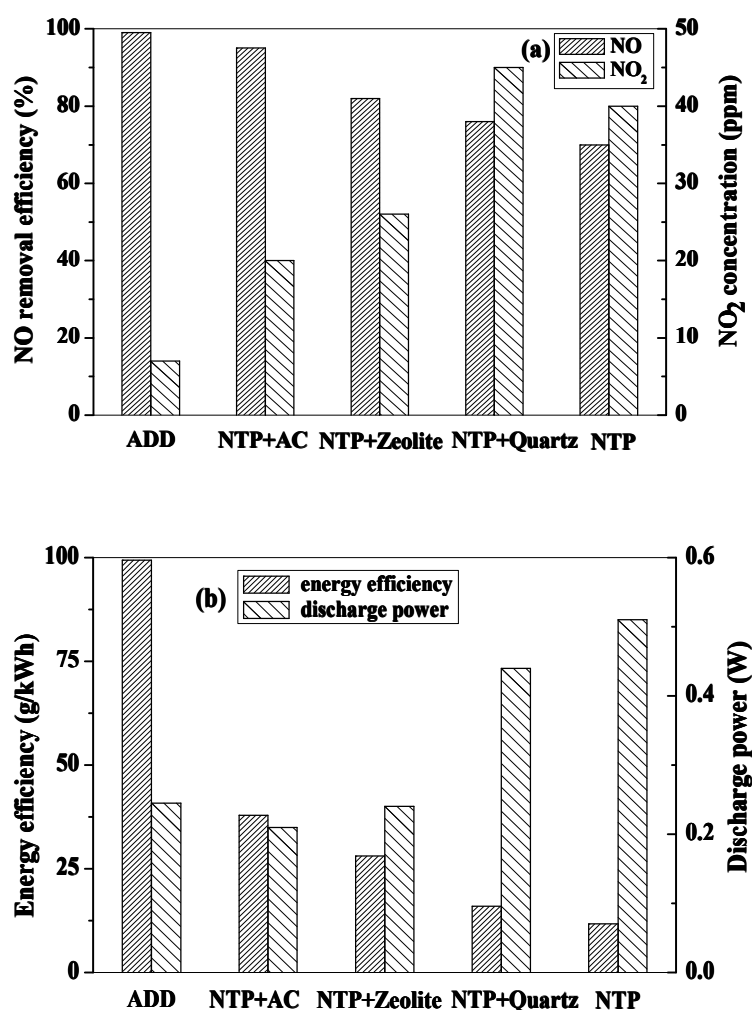 (a)
NO
NO2
NO removal efficiency (%)
100
80
60
40
20
0
NO2 concentration (ppm)
50
40
30
20
10
0
ADD
NTP+AC
NTP+Zeolite
NTP+Quartz
NTP
(b)
energy efficiency
discharge power
Energy efficiency (g/kWh)
100
75
50
25
0
Discharge power (W)
0.6
0.4
0.2
0.0
ADD
NTP+AC
NTP+Zeolite
NTP+Quartz
NTP